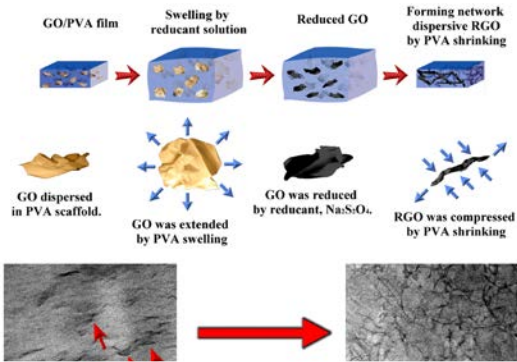 GO/PVA film
Swelling by
reductant solution
Reduced GO
Forming network
dispersive RGO
by PVA shrinking
GO dispersed
in PVA scaffold.
GO was extended
by PVA swelling
GO was reduced
by reductant, Na₂S₂O₄.
RGO was compressed
by PVA shrinking